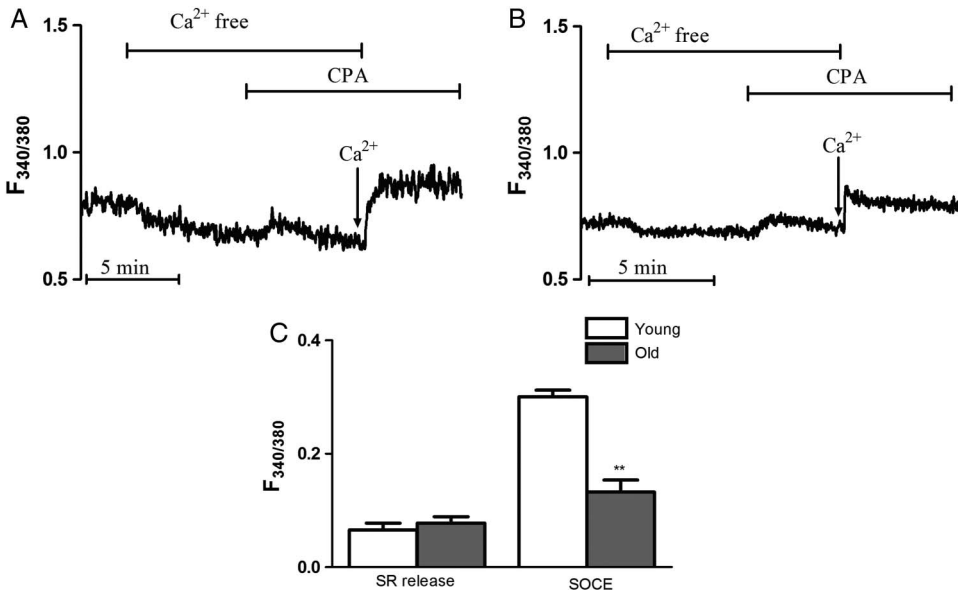 A
1.5
1.0
0.5
F340/380
Ca2+ free
CPA
Ca2+
5 min
B
1.5
1.0
0.5
F340/380
Ca2+ free
CPA
Ca2+
5 min
C
0.4
0.2
0.0
F340/380
Young
Old
**
SR release
SOCE